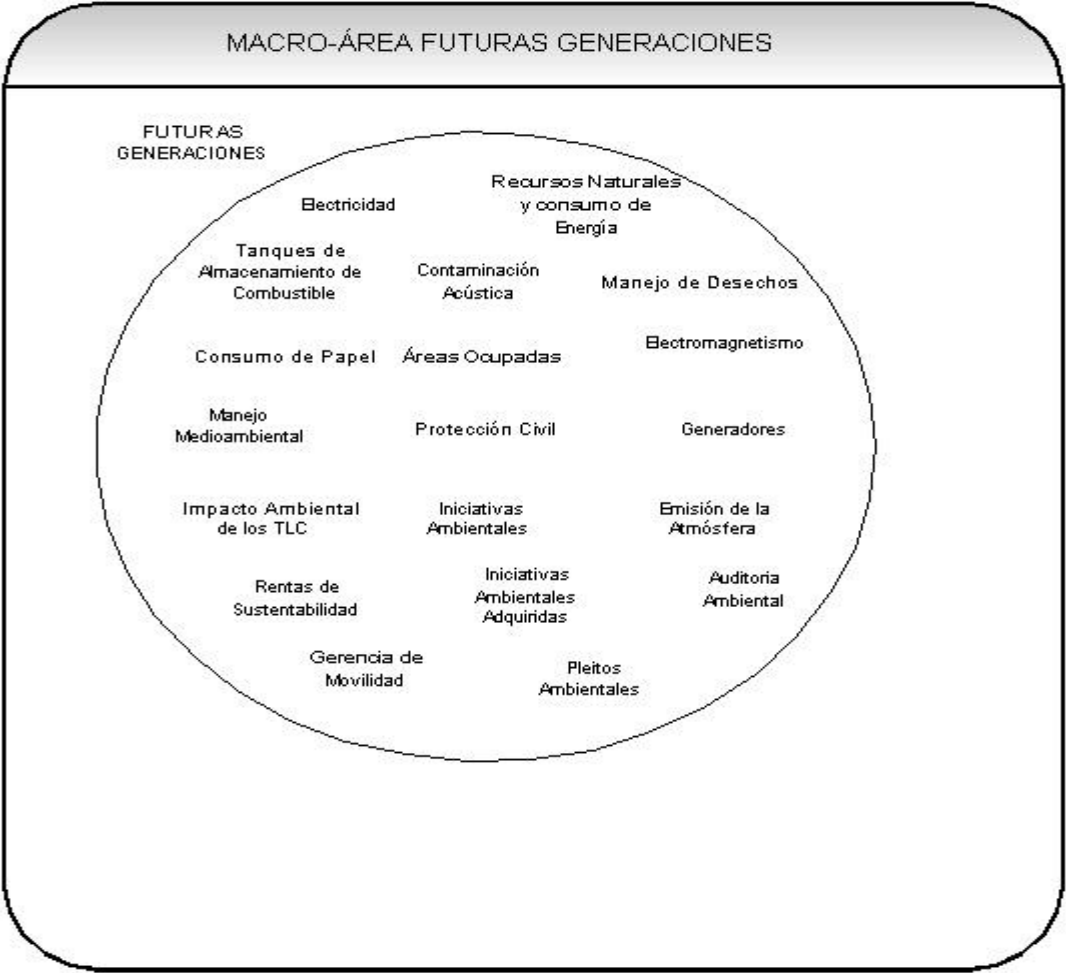 MACRO-ÁREA FUTURAS GENERACIONES
FUTURAS
GENERACIONES
Electricidad
Recursos Naturales
y consumo de
Energía
Tanques de
Almacenamiento de
Combustible
Contaminación
Acústica
Manejo de Desechos
Consumo de Papel
Áreas Ocupadas
Electromagnetismo
Manejo
Medioambiental
Protección Civil
Generadores
Impacto Ambiental
de los TLC
Iniciativas
Ambientales
Emisión de la
Atmósfera
Rentas de
Sustentabilidad
Iniciativas
Ambientales
Adquiridas
Auditoria
Ambiental
Gerencia de
Movilidad
Pleitos
Ambientales